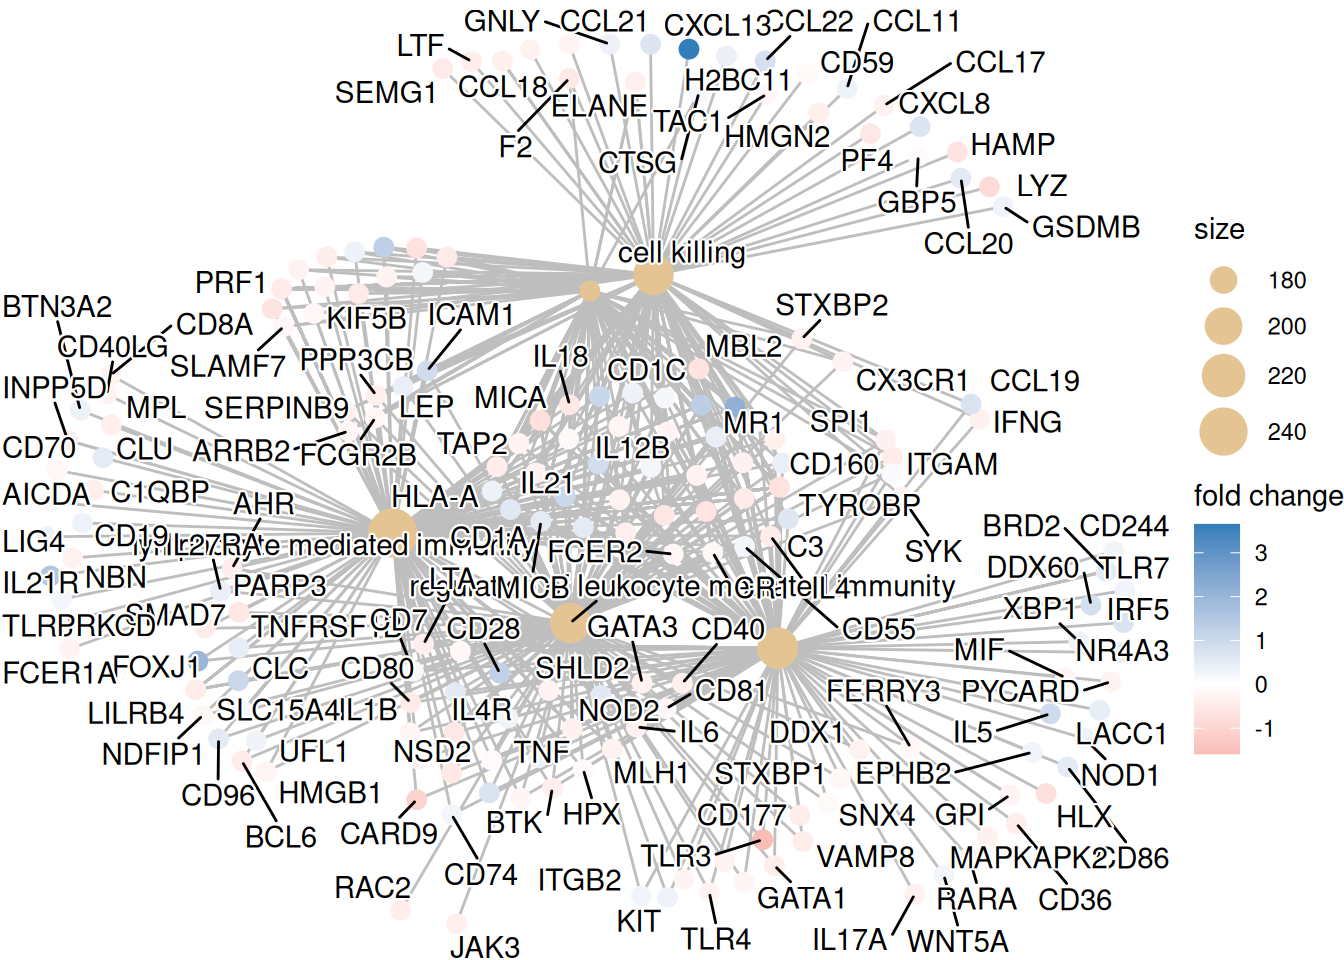 GNLY CCL21 CXCL13 CCL22 CCL11
LTF CD59 CCL17
SEMG1 CCL18 ELANE H2BC11 CXCL8
F2 CTSG TAC1 HMGN2 PF4 HAMP
GBP5 LYZ
CCL20 GSDMB
cell killing
PRF1
BTN3A2 CD8A KIF5B ICAM1 STXBP2
CD40LG SLAMF7 PPP3CB IL18 CD1C MBL2
INPP5D MPL SERPINB9 LEP MICA MR1 SPI1 CX3CR1 CCL19
IFNG
CD70 CLU ARRB2 FCGR2B TAP2 IL12B CD160 ITGAM
AICDA C1QBP AHR HLA-A IL21 TYROBP
LIG4 CD19 IL27RA CD1A FCER2 C3 SYK BRD2 CD244
mediated immunity
IL21R NBN PARP3 LTA MICB CR1 IL4 DDX60 TLR7
leukocyte immunity
SMAD7 CD7 CD28 GATA3 CD40 CD55 XBP1 IRF5
FCER1A FOXJ1 CLC CD80 SHLD2 CD81 MIF NR4A3
LILRB4 SLC15A4 IL1B IL4R NOD2 FERRY3 PYCARD
NDFIP1 UFL1 NSD2 TNF IL6 DDX1 IL5 LACC1
CD96 HMGB1 MLH1 STXBP1 EPHB2 NOD1
BCL6 CARD9 BTK HPX CD177 SNX4 GPI HLX
RAC2 CD74 ITGB2 TLR3 VAMP8 MAPKAPK2 CD86
KIT GATA1 RARA CD36
JAK3 TLR4 IL17A WNT5A
size
180
200
220
240
fold change
3
2
1
0
-1